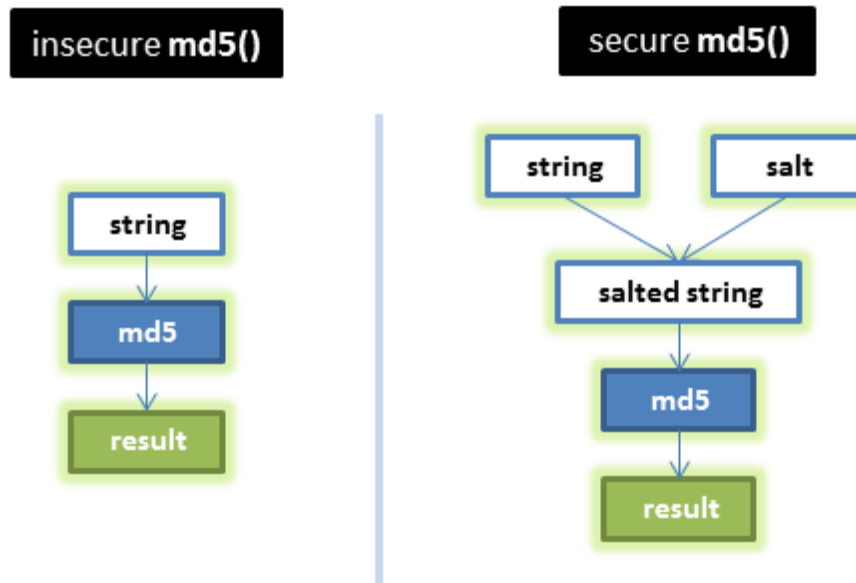 insecure md5()
secure md5()
string
md5
result
string
salt
salted string
md5
result